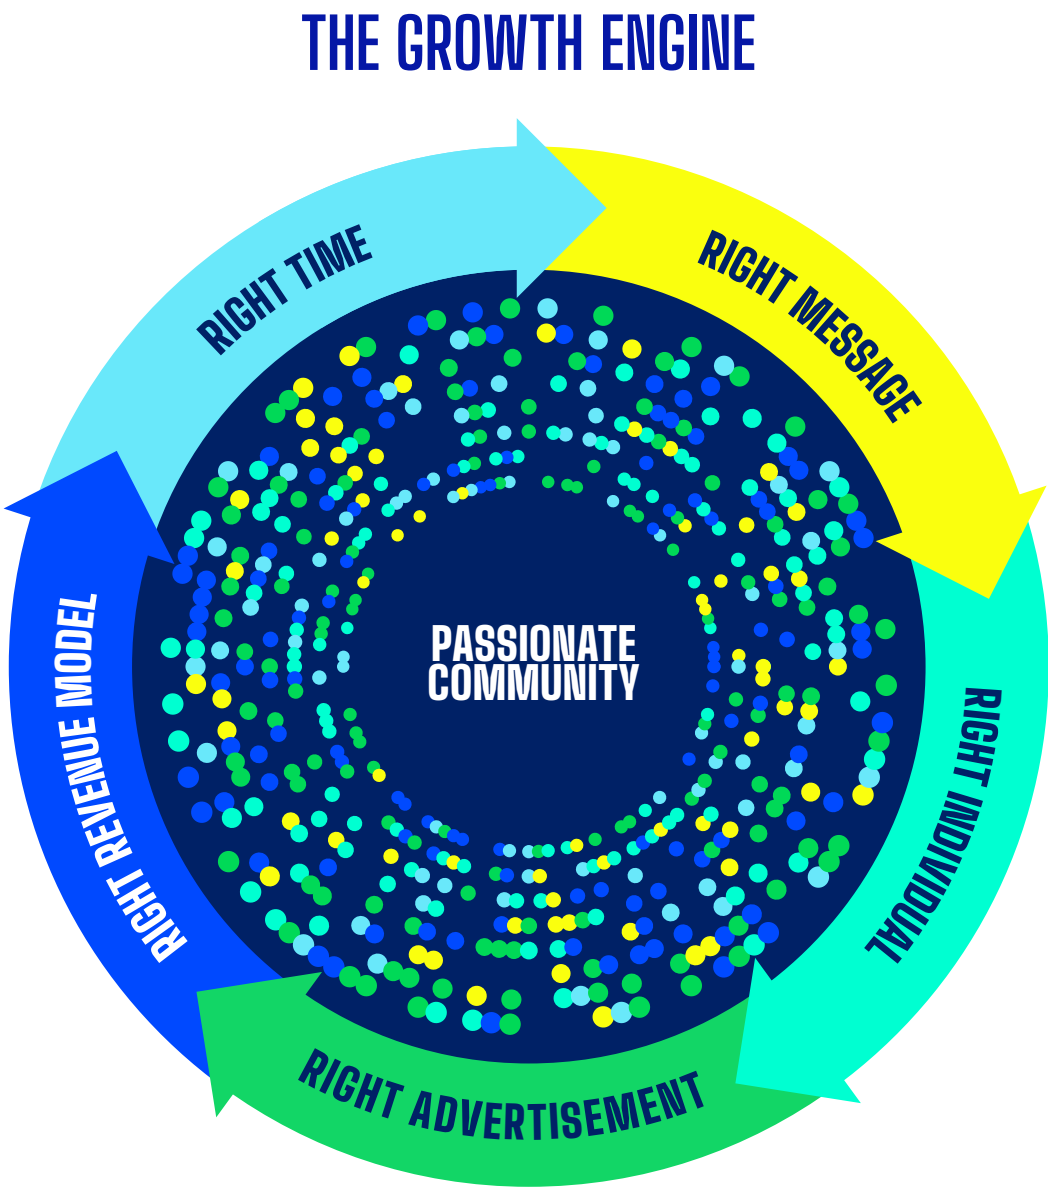 THE GROWTH ENGINE
RIGHT TIME
RIGHT MESSAGE
RIGHT INDIVIDUAL
RIGHT ADVERTISEMENT
RIGHT REVENUE MODEL
PASSIONATE
COMMUNITY